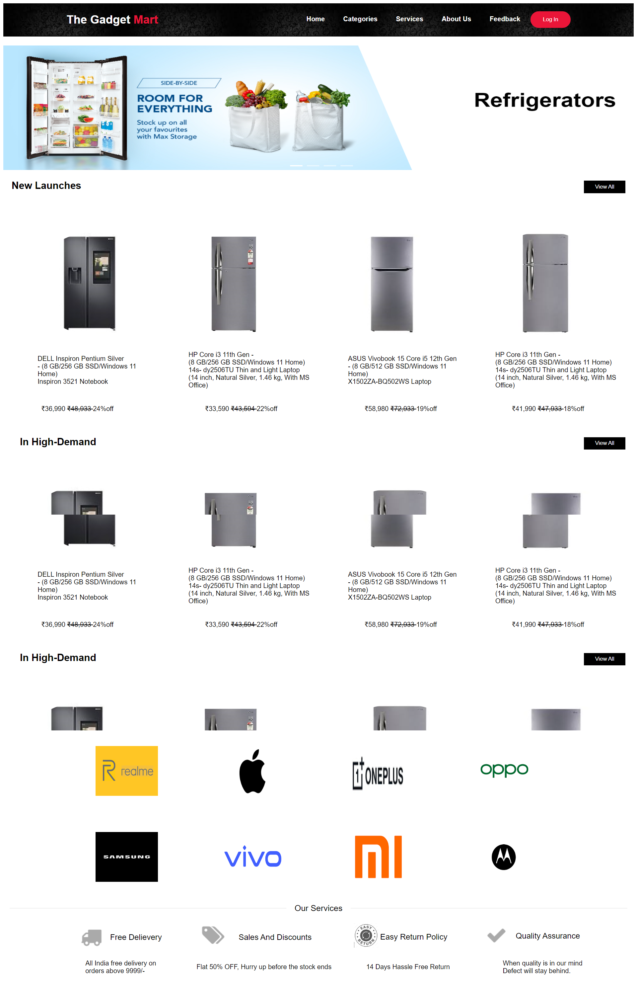 The Gadget Mart
Home
Categories
Services
About Us
Feedback
Log In
SIDE-BY-SIDE
ROOM FOR
EVERYTHING
Stock up on all
your favourites
with Max Storage
Refrigerators
New Launches
View All
DELL Inspiron Pentium Silver
- (8 GB/256 GB SSD/Windows 11
Home)
Inspiron 3521 Notebook
₹36,990 ₹48,933 24%off
HP Core i3 11th Gen -
(8 GB/256 GB SSD/Windows 11 Home)
14s- dy2506TU Thin and Light Laptop
(14 inch, Natural Silver, 1.46 kg, With MS
Office)
₹33,590 ₹43,594 22%off
ASUS Vivobook 15 Core i5 12th Gen
- (8 GB/512 GB SSD/Windows 11
Home)
X1502ZA-BQ502WS Laptop
₹58,980 ₹72,933 19%off
HP Core i3 11th Gen -
(8 GB/256 GB SSD/Windows 11 Home)
14s- dy2506TU Thin and Light Laptop
(14 inch, Natural Silver, 1.46 kg, With MS
Office)
₹41,990 ₹47,933 18%off
In High-Demand
View All
DELL Inspiron Pentium Silver
- (8 GB/256 GB SSD/Windows 11
Home)
Inspiron 3521 Notebook
₹36,990 ₹48,933 24%off
HP Core i3 11th Gen -
(8 GB/256 GB SSD/Windows 11 Home)
14s- dy2506TU Thin and Light Laptop
(14 inch, Natural Silver, 1.46 kg, With MS
Office)
₹33,590 ₹43,594 22%off
ASUS Vivobook 15 Core i5 12th Gen
- (8 GB/512 GB SSD/Windows 11
Home)
X1502ZA-BQ502WS Laptop
₹58,980 ₹72,933 19%off
HP Core i3 11th Gen -
(8 GB/256 GB SSD/Windows 11 Home)
14s- dy2506TU Thin and Light Laptop
(14 inch, Natural Silver, 1.46 kg, With MS
Office)
₹41,990 ₹47,933 18%off
In High-Demand
View All
realme
1+ ONEPLUS
oppo
SAMSUNG
vivo
MI
Our Services
Free Delievery
Sales And Discounts
EASY
RETURN
Easy Return Policy
Quality Assurance
All India free delivery on
orders above 9999/-
Flat 50% OFF, Hurry up before the stock ends
14 Days Hassle Free Return
When quality is in our mind
Defect will stay behind.